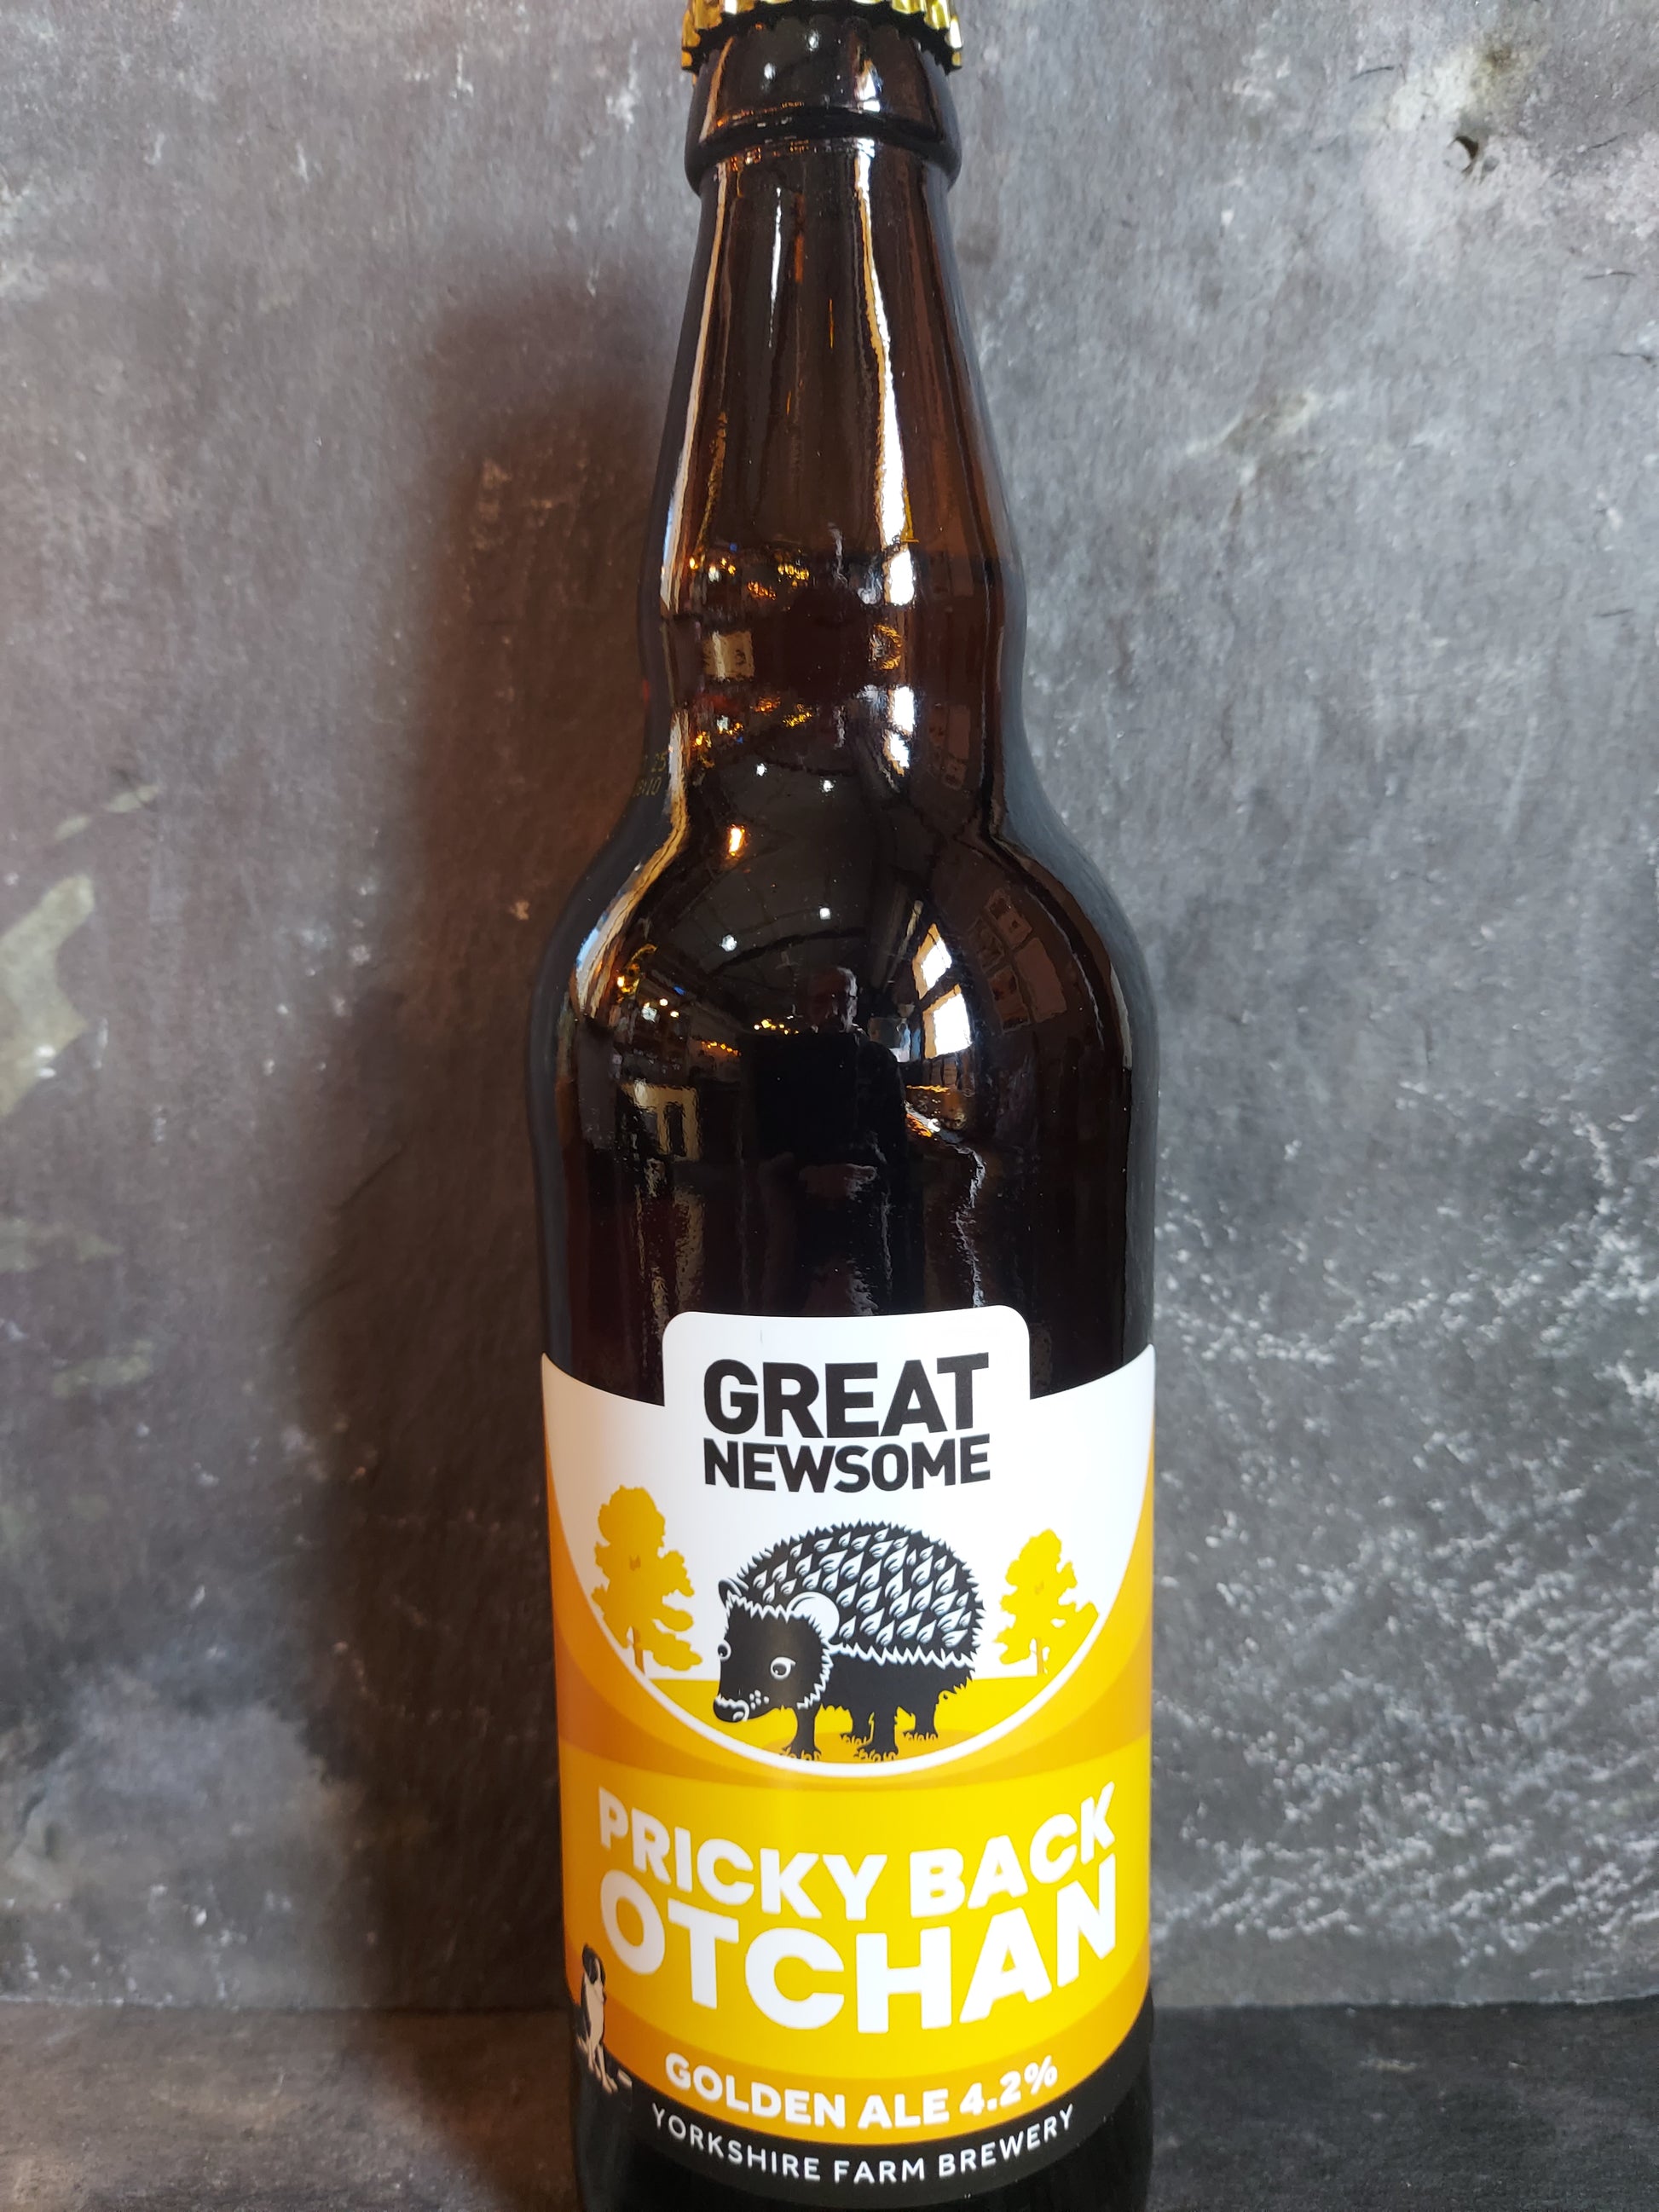 GREAT
NEWSOME
PRICKY BACK
OTCHAN
GOLDEN ALE 4.2%
YORKSHIRE FARM BREWERY